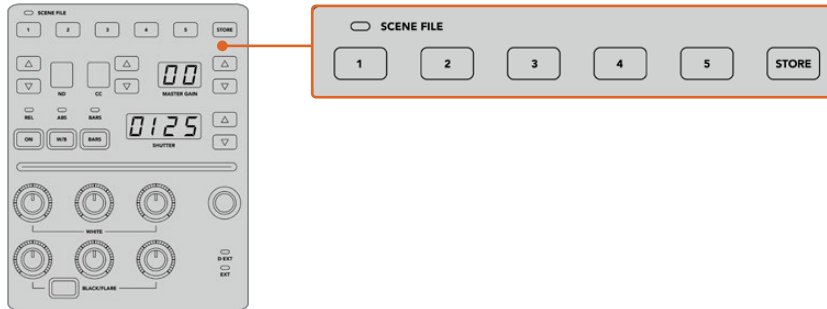 SCENE FILE
1 2 3 4 5 STORE
ND CC 00 MASTER GAIN
REL ABS BARS
ON W/B BARS 0125 SHUTTER
WHITE
D EXT
EXT
BLACK/FLARE
SCENE FILE
1 2 3 4 5 STORE